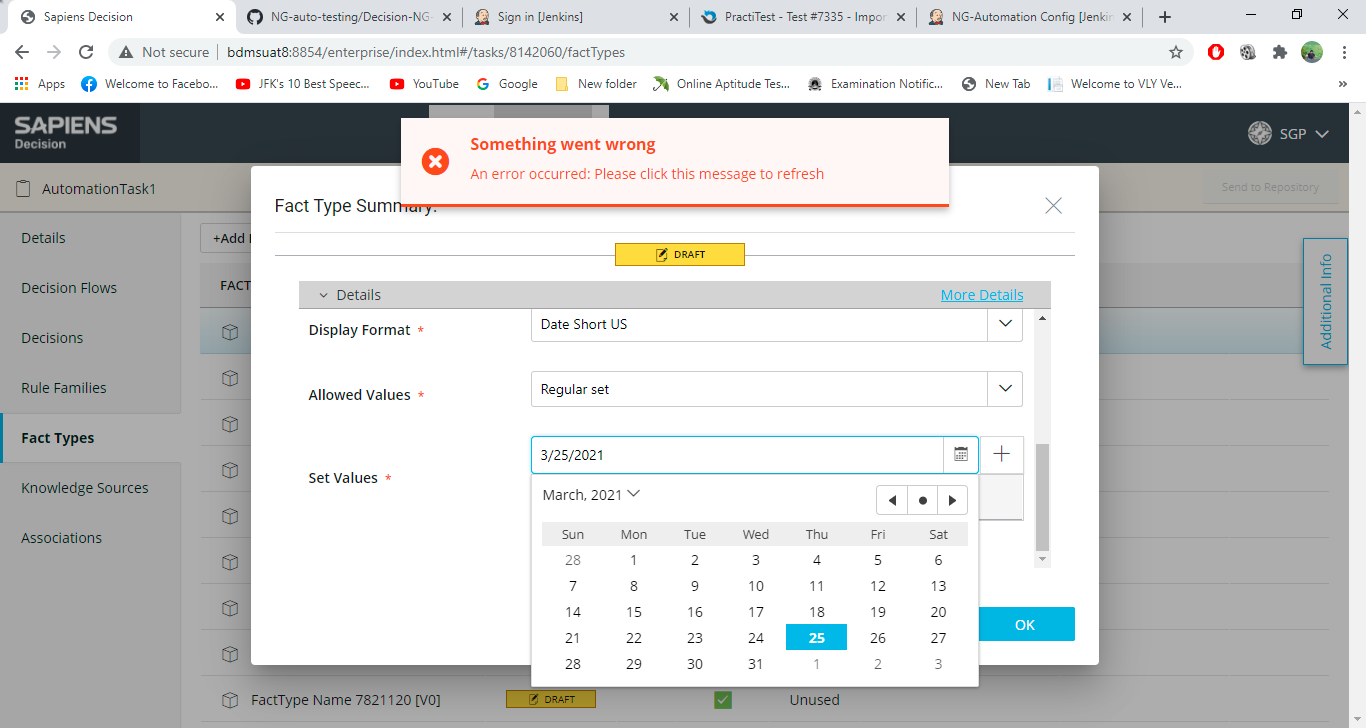 Sapiens Decision
NG-auto-testing/Decision-NG-
Sign in [Jenkins]
PractiTest - Test #7335 - Impor
NG-Automation Config [Jenkin
Not secure
bdmsuat8:8854/enterprise/index.html#/tasks/8142060/factTypes
Apps
Welcome to Facebo...
JFK's 10 Best Speec...
YouTube
Google
New folder
Online Aptitude Tes...
Examination Notific...
New Tab
Welcome to VLY Ve...
SAPIENS
Decision
SGP
Something went wrong
An error occurred: Please click this message to refresh
AutomationTask1
Send to Repository
Fact Type Summary:
Details
Decision Flows
Decisions
Rule Families
Fact Types
Knowledge Sources
Associations
+Add
FACT
Additional Info
DRAFT
Details
More Details
Display Format *
Date Short US
Allowed Values *
Regular set
Set Values *
3/25/2021
March, 2021
Sun Mon Tue Wed Thu Fri Sat
28 1 2 3 4 5 6
7 8 9 10 11 12 13
14 15 16 17 18 19 20
21 22 23 24 25 26 27
28 29 30 31 1 2 3
OK
FactType Name 7821120 [V0]
DRAFT
Unused